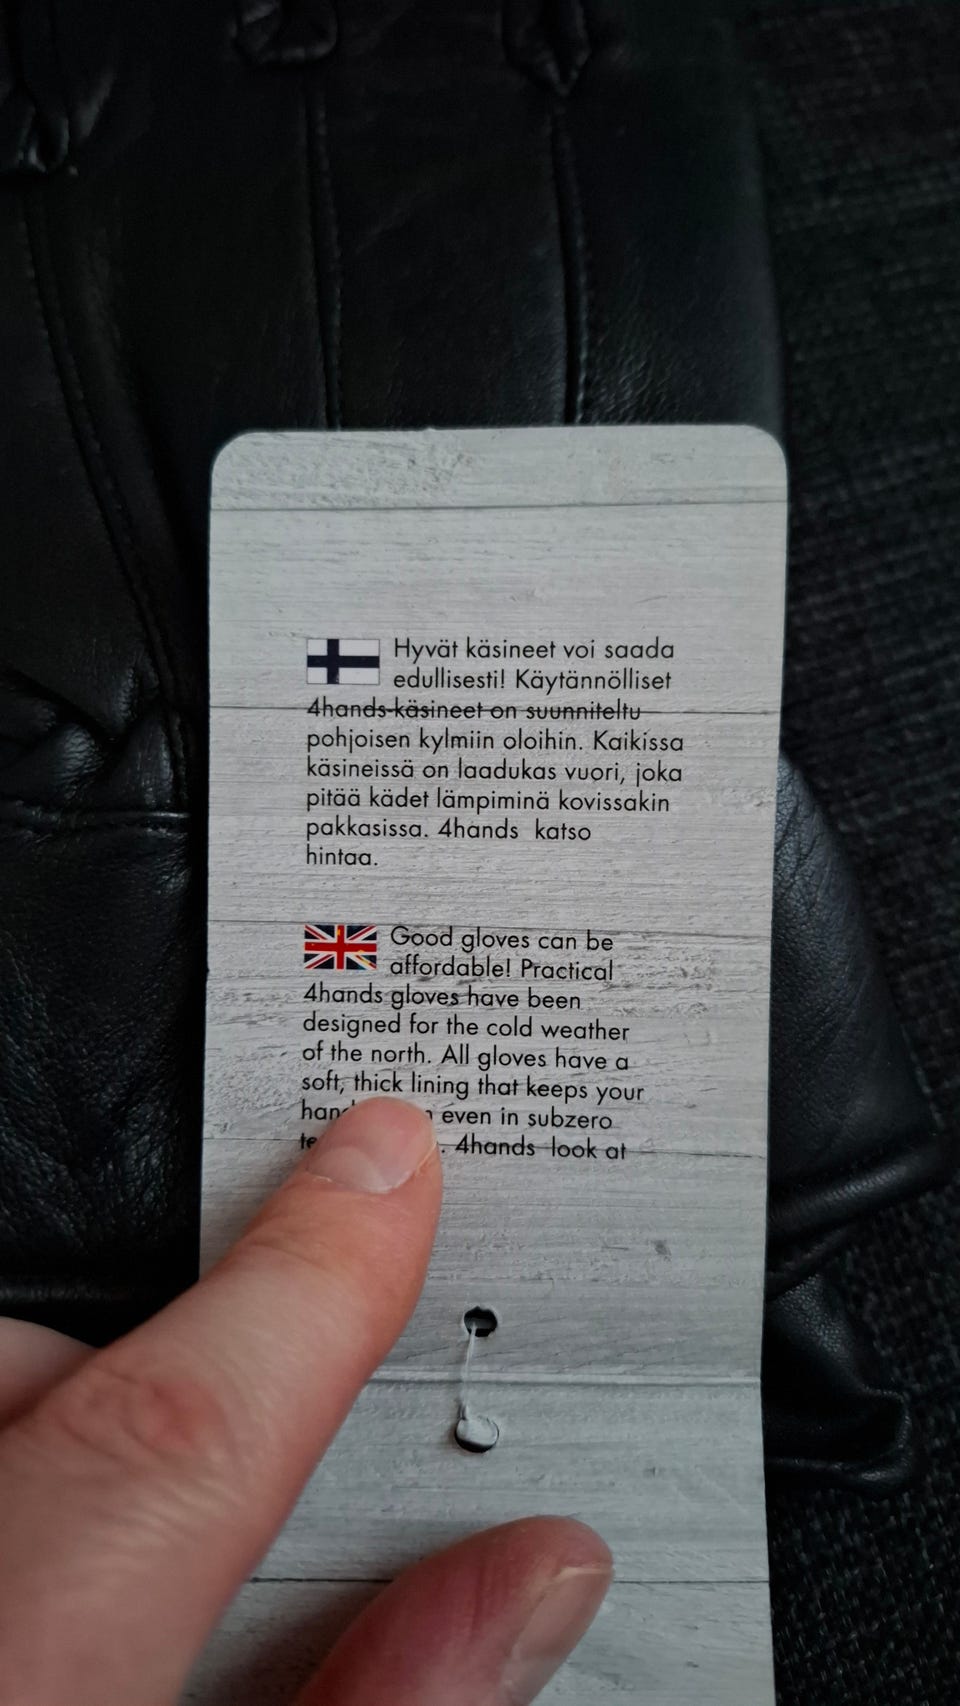 Hyvät käsineet voi saada
edullisesti! Käytännölliset
4hands-käsineet on suunniteltu
pohjoisen kylmiin oloihin. Kaikissa
käsineissä on laadukas vuori, joka
pitää kädet lämpiminä kovissakin
pakkasissa. 4hands katso
hintaa.
Good gloves can be
affordable! Practical
4hands gloves have been
designed for the cold weather
of the north. All gloves have a
soft, thick lining that keeps your
even in subzero
4hands look at